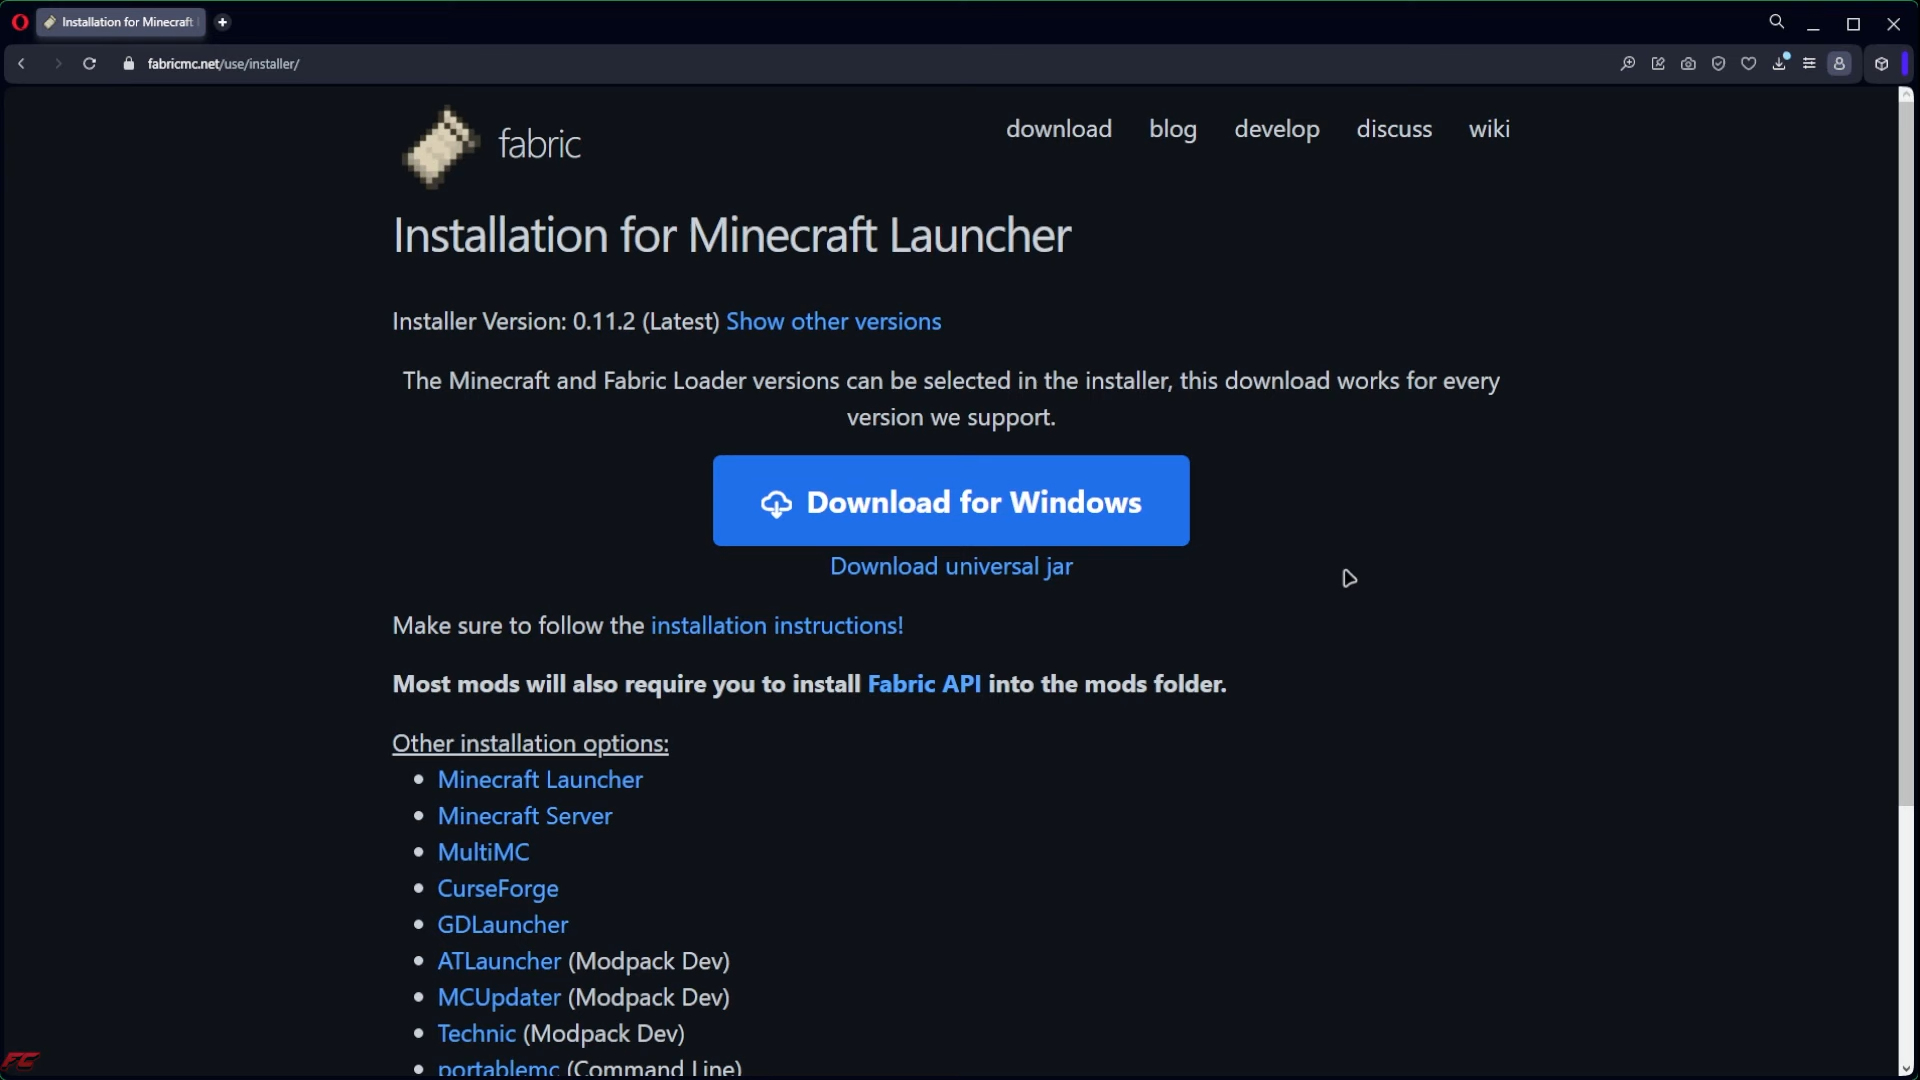 Installation for Minecraft
fabricmc.net/use/installer/
fabric
download blog develop discuss wiki
Installation for Minecraft Launcher
Installer Version: 0.11.2 (Latest) Show other versions
The Minecraft and Fabric Loader versions can be selected in the installer, this download works for every
version we support.
Download for Windows
Download universal jar
Make sure to follow the installation instructions!
Most mods will also require you to install Fabric API into the mods folder.
Other installation options:
Minecraft Launcher
Minecraft Server
MultiMC
CurseForge
GDLauncher
ATLauncher (Modpack Dev)
MCUpdater (Modpack Dev)
Technic (Modpack Dev)
portablemc (Command Line)
FC